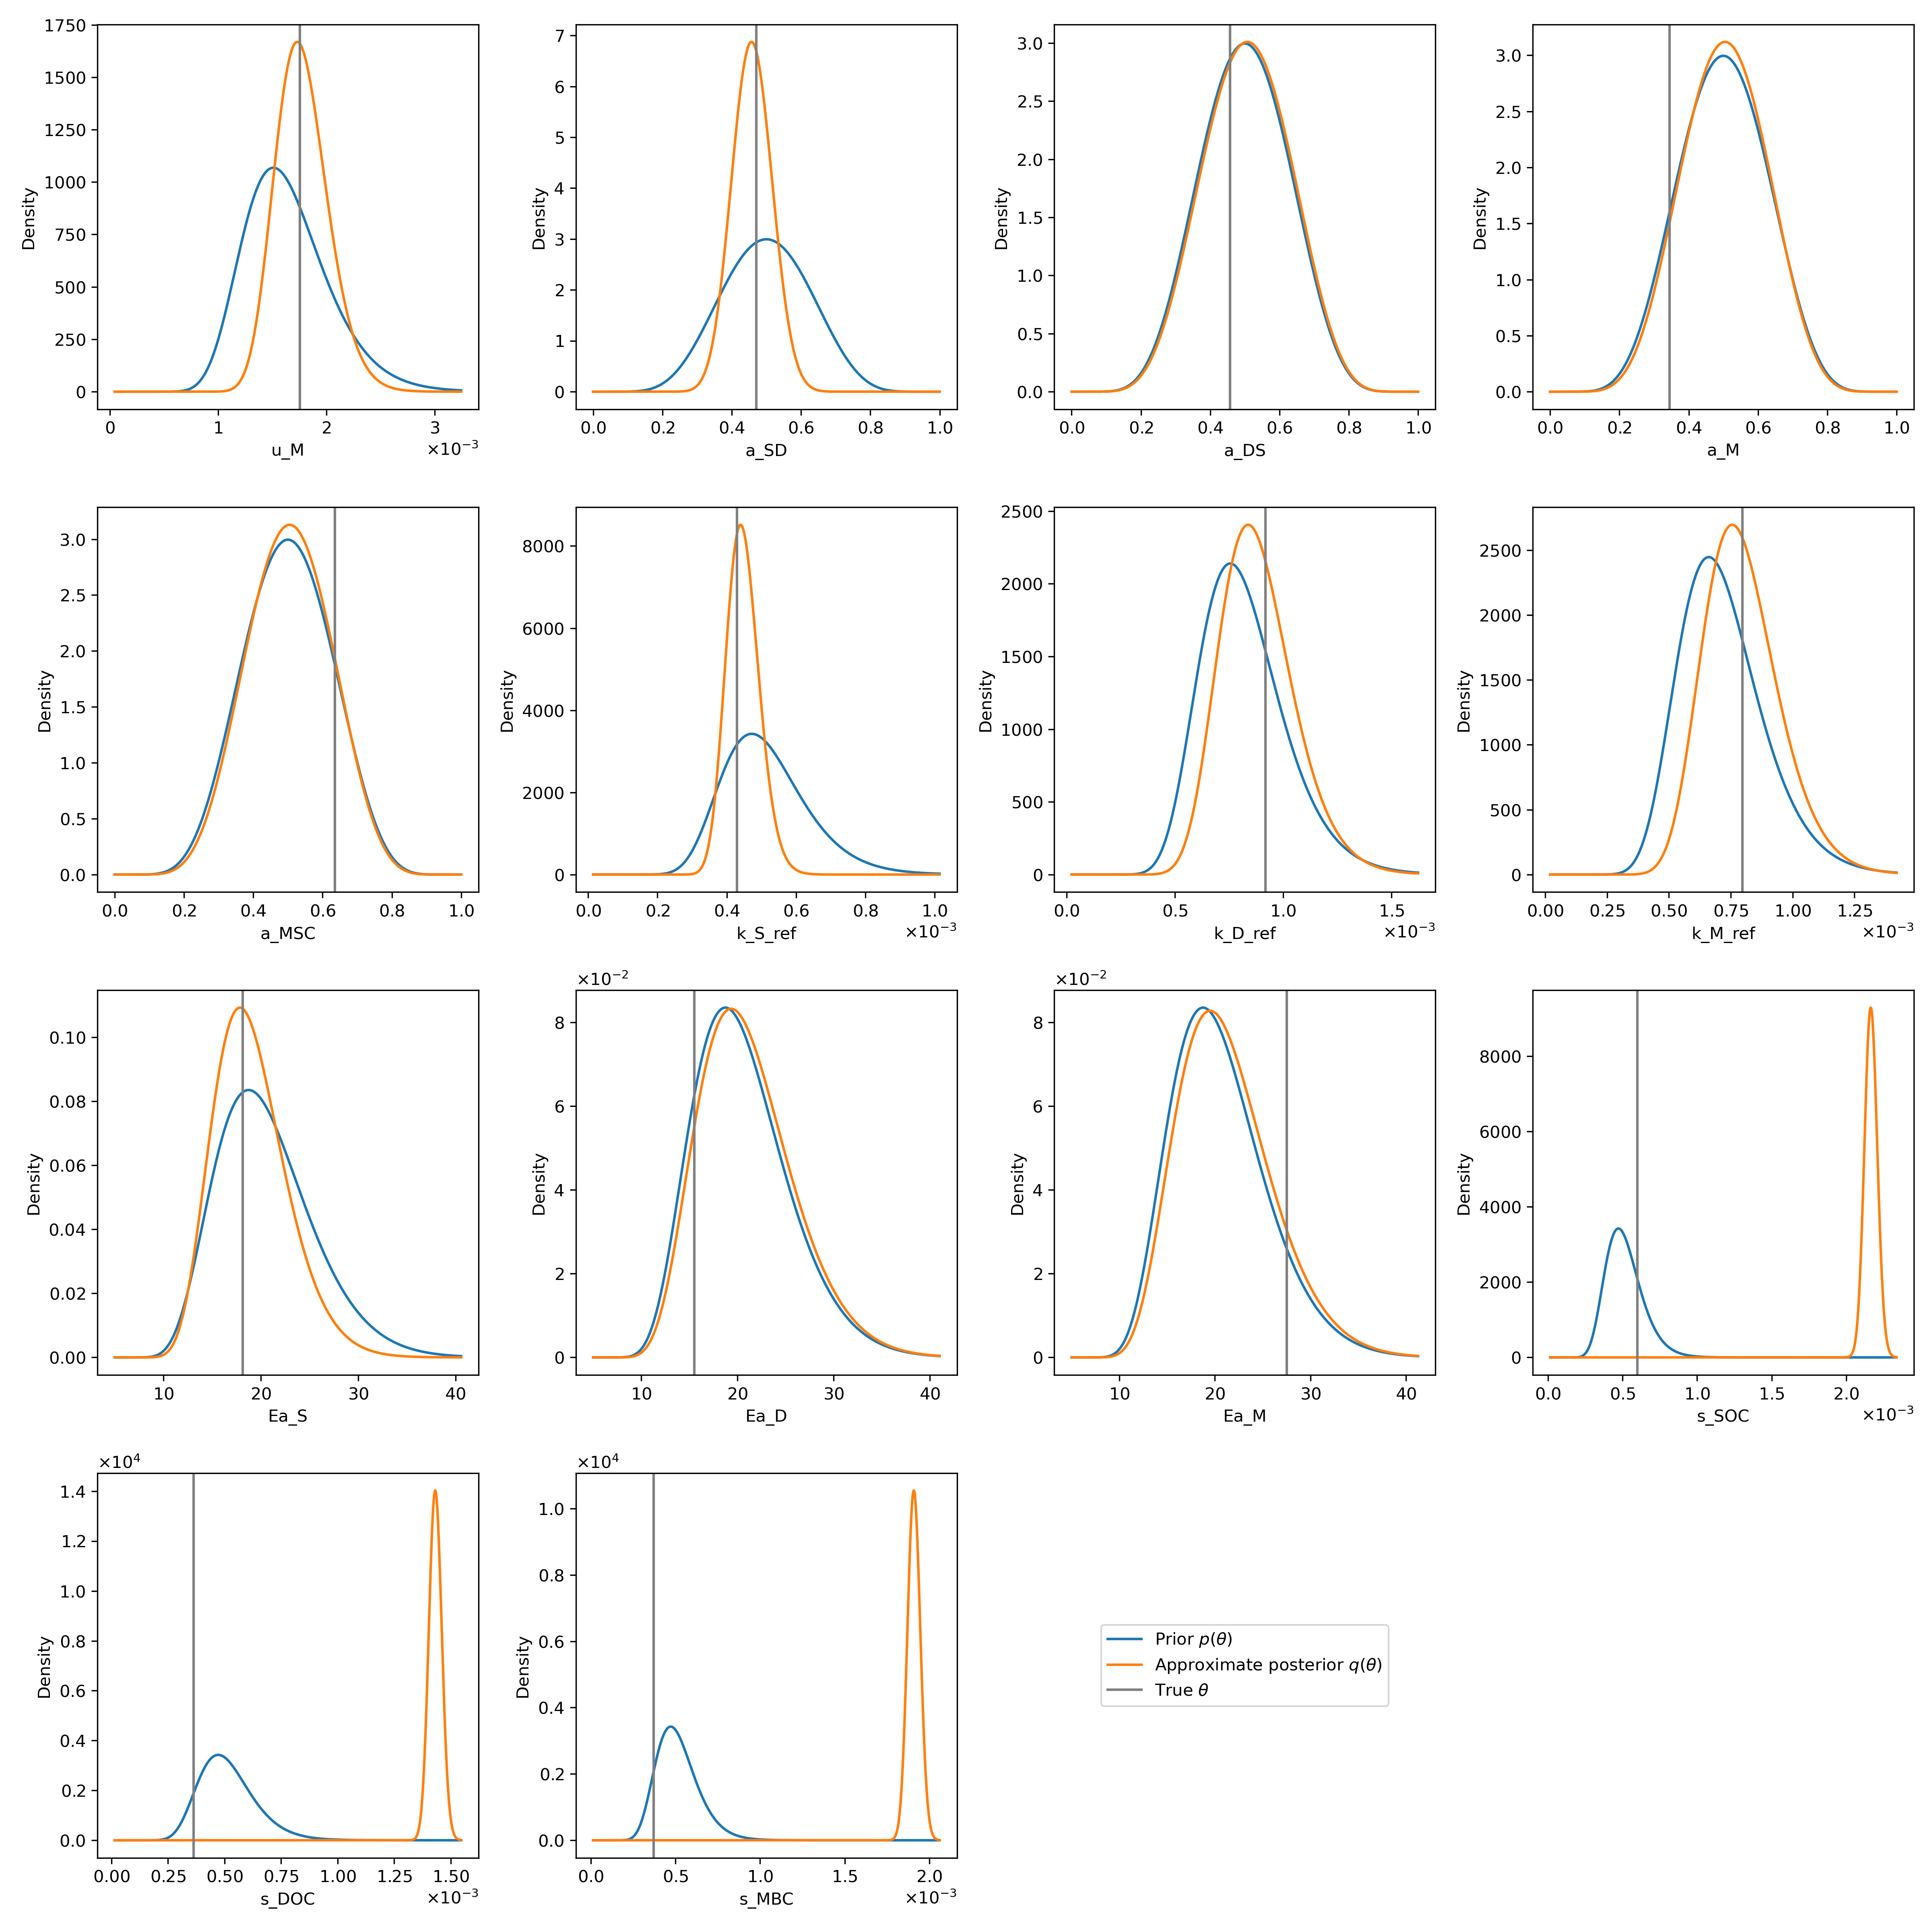 1750
1500
1250
1000
750
500
250
0
Density
0 1 2 3
u_M
×10⁻³
7
6
5
4
3
2
1
0
Density
0.0 0.2 0.4 0.6 0.8 1.0
a_SD
3.0
2.5
2.0
1.5
1.0
0.5
0.0
Density
0.0 0.2 0.4 0.6 0.8 1.0
a_DS
3.0
2.5
2.0
1.5
1.0
0.5
0.0
Density
0.0 0.2 0.4 0.6 0.8 1.0
a_M
3.0
2.5
2.0
1.5
1.0
0.5
0.0
Density
0.0 0.2 0.4 0.6 0.8 1.0
a_MSC
8000
6000
4000
2000
0
Density
0.0 0.2 0.4 0.6 0.8 1.0
k_S_ref
×10⁻³
2500
2000
1500
1000
500
0
Density
0.0 0.5 1.0 1.5
k_D_ref
×10⁻³
2500
2000
1500
1000
500
0
Density
0.00 0.25 0.50 0.75 1.00 1.25
k_M_ref
×10⁻³
0.10
0.08
0.06
0.04
0.02
0.00
Density
10 20 30 40
Ea_S
×10⁻²
8
6
4
2
0
Density
10 20 30 40
Ea_D
×10⁻²
8
6
4
2
0
Density
10 20 30 40
Ea_M
8000
6000
4000
2000
0
Density
0.0 0.5 1.0 1.5 2.0
s_SOC
×10⁻³
×10⁴
1.4
1.2
1.0
0.8
0.6
0.4
0.2
0.0
Density
0.00 0.25 0.50 0.75 1.00 1.25 1.50
s_DOC
×10⁻³
×10⁴
1.0
0.8
0.6
0.4
0.2
0.0
Density
0.0 0.5 1.0 1.5 2.0
s_MBC
×10⁻³
Prior p(θ)
Approximate posterior q(θ)
True θ